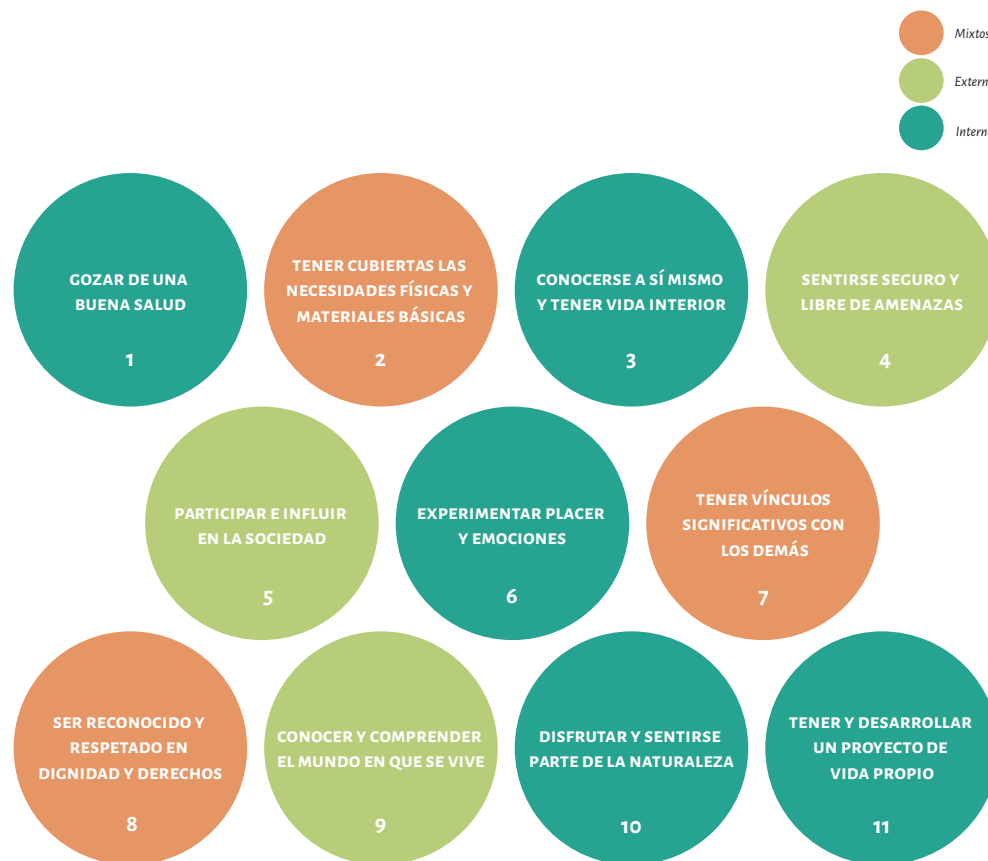 Mixtos
Extern
Intern
GOZAR DE UNA
BUENA SALUD
1
TENER CUBIERTAS LAS
NECESIDADES FÍSICAS Y
MATERIALES BÁSICAS
2
CONOCERSE A SÍ MISMO
Y TENER VIDA INTERIOR
3
SENTIRSE SEGURO Y
LIBRE DE AMENAZAS
4
PARTICIPAR E INFLUIR
EN LA SOCIEDAD
5
EXPERIMENTAR PLACER
Y EMOCIONES
6
TENER VÍNCULOS
SIGNIFICATIVOS CON
LOS DEMÁS
7
SER RECONOCIDO Y
RESPETADO EN
DIGNIDAD Y DERECHOS
8
CONOCER Y COMPRENDER
EL MUNDO EN QUE SE VIVE
9
DISFRUTAR Y SENTIRSE
PARTE DE LA NATURALEZA
10
TENER Y DESARROLLAR
UN PROYECTO DE
VIDA PROPIO
11